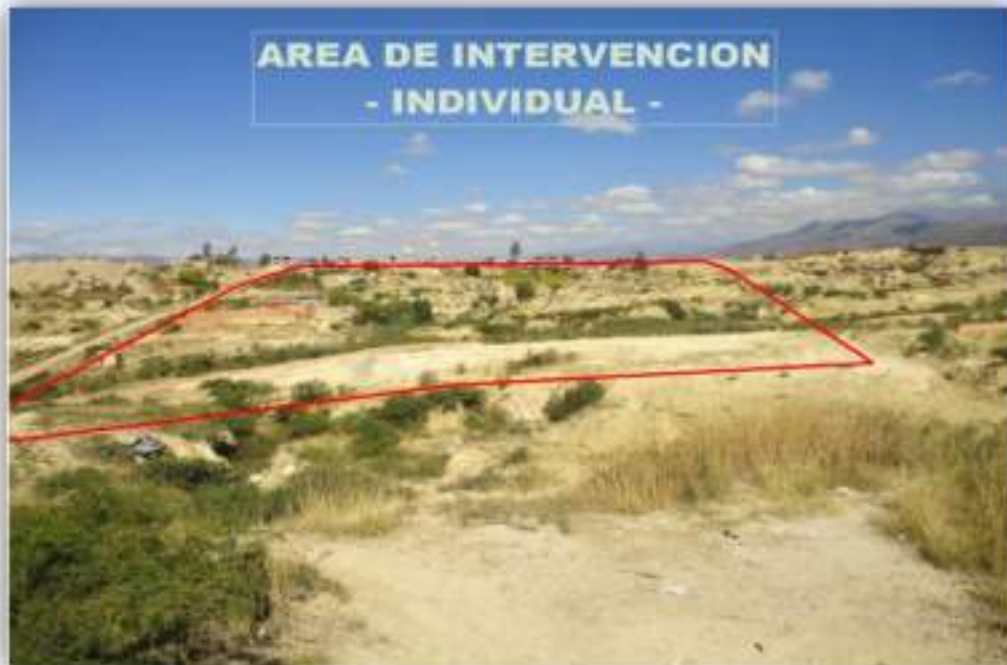 AREA DE INTERVENCION
- INDIVIDUAL -